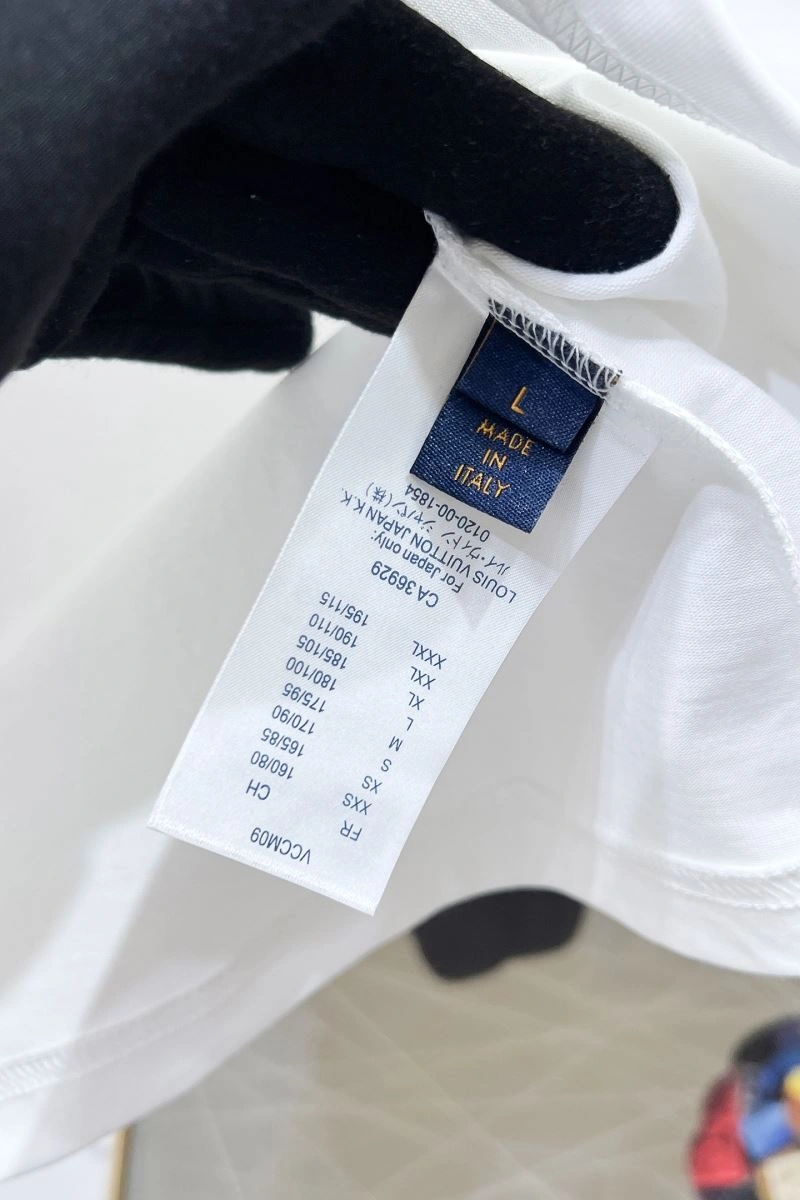 L
MADE
IN
ITALY
VCCM09
FR CH
XXS 160/80
XS 165/85
S 170/90
M 175/95
L 180/100
XL 185/105
XXL 190/110
XXXL 195/115
CA 36929
For Japan only:
LOUIS VUITTON JAPAN K.K.
ルイ・ヴィトン ジャパン(株)
0120-00-1854